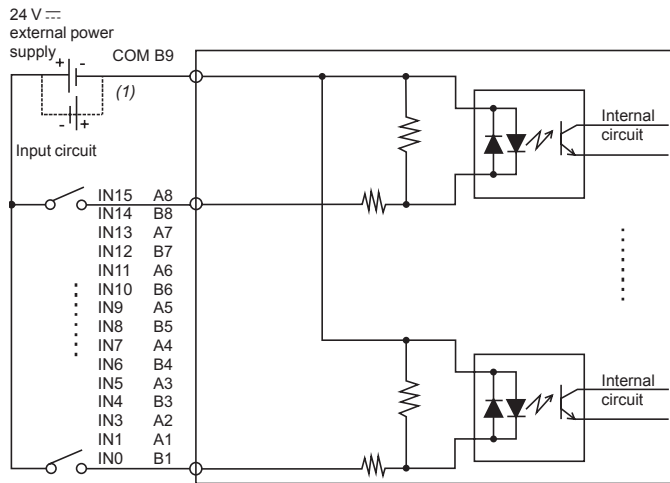 24 V ⎓
external power
supply
+ - COM B9
(1)
- +
Input circuit
IN15 A8
IN14 B8
IN13 A7
IN12 B7
IN11 A6
IN10 B6
IN9 A5
IN8 B5
IN7 A4
IN6 B4
IN5 A3
IN4 B3
IN3 A2
IN1 A1
IN0 B1
Internal
circuit
Internal
circuit